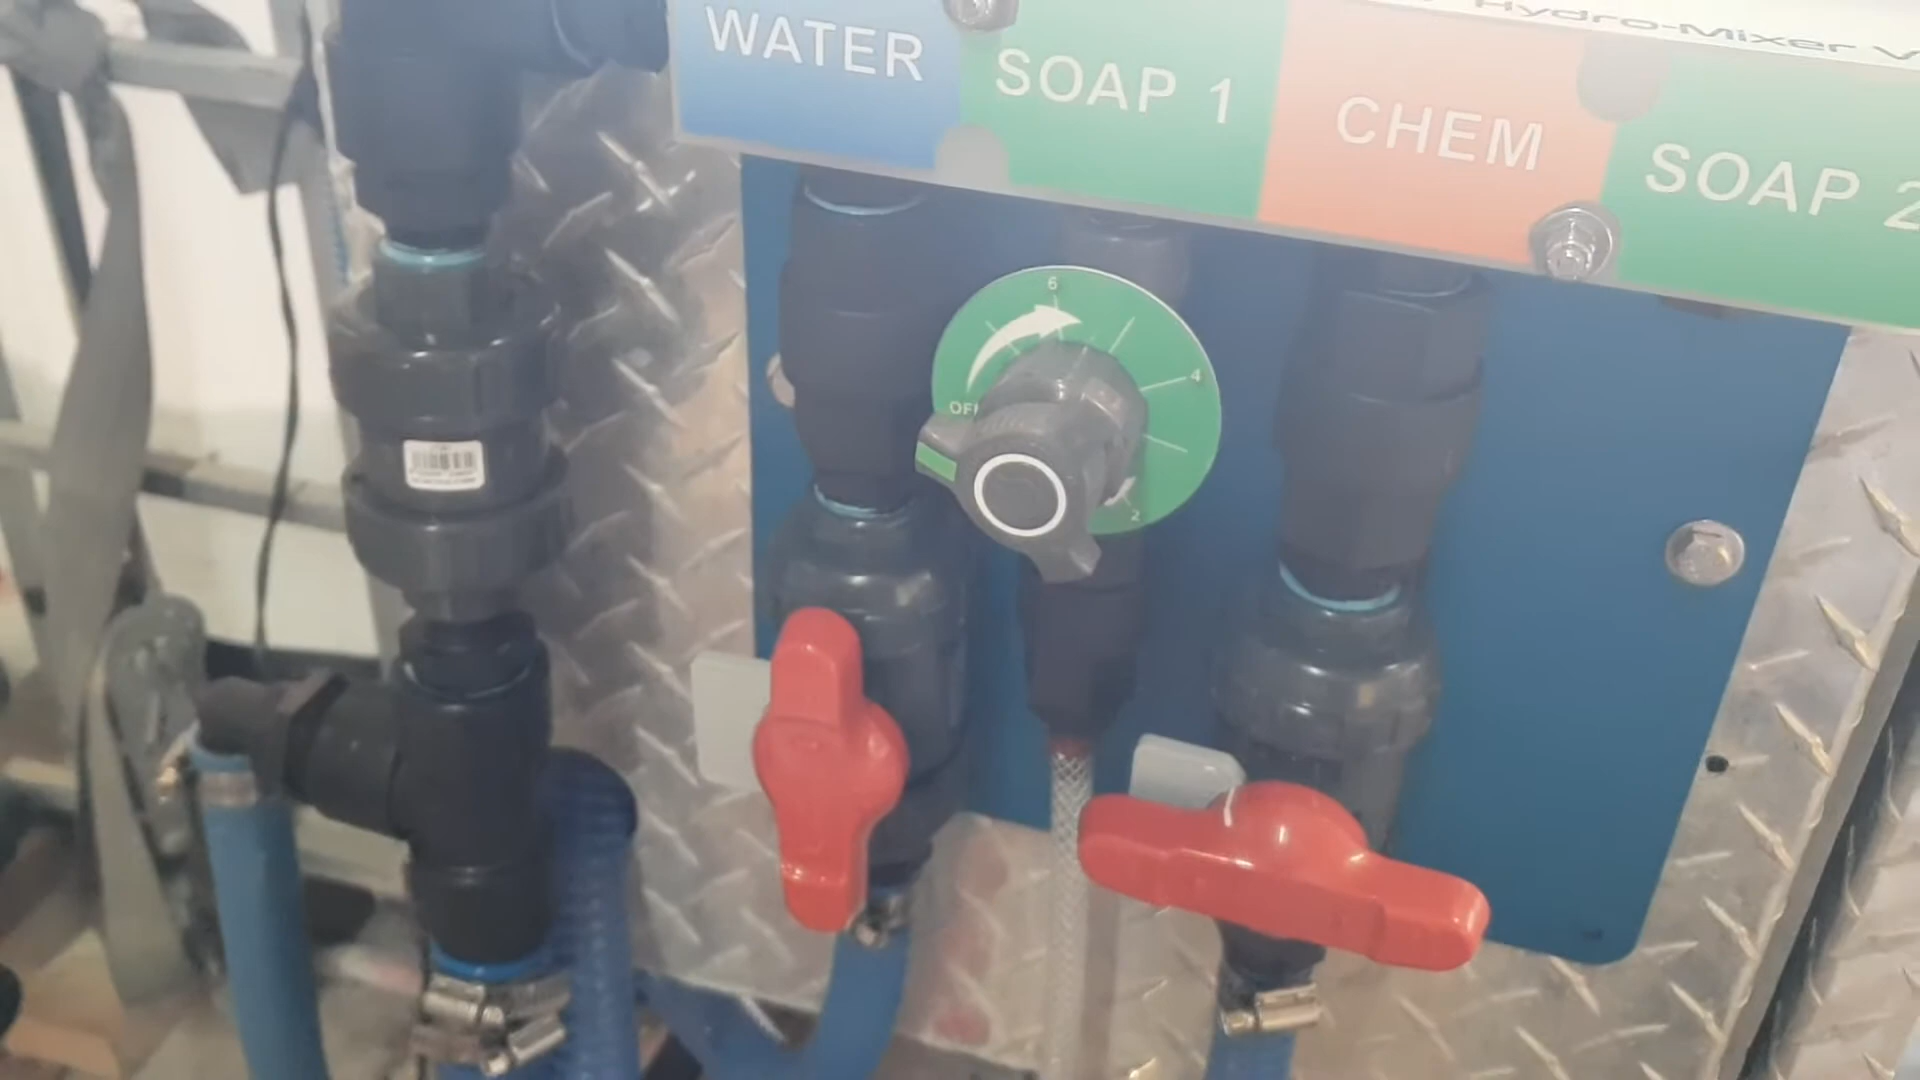 Hydro-Mixer
WATER
SOAP 1
CHEM
SOAP 2
6
4
OFF
2